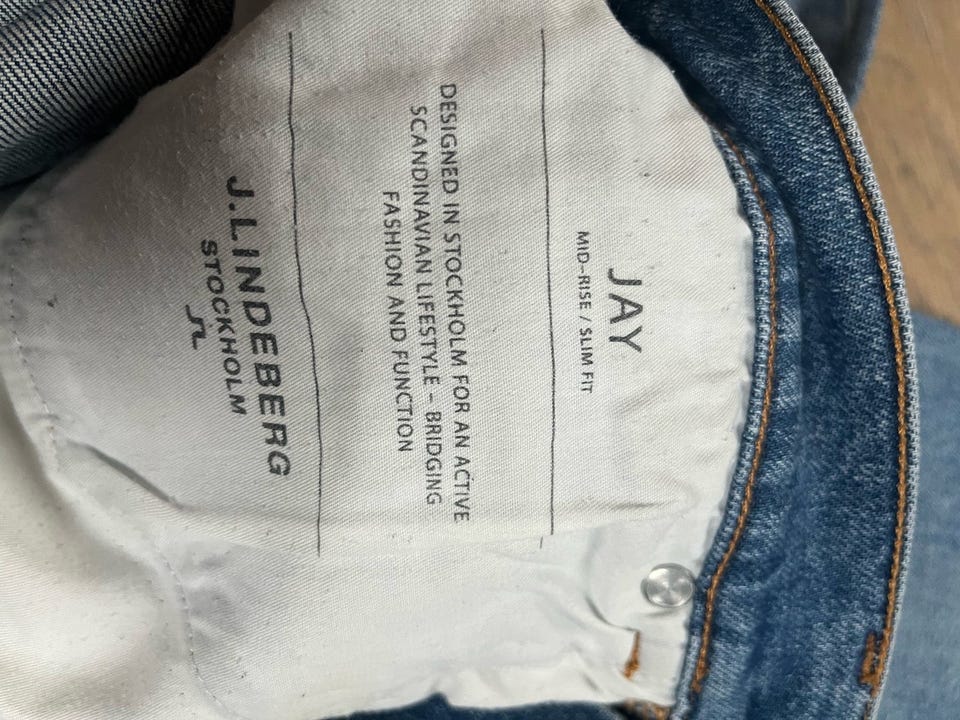 JAY
MID-RISE / SLIM FIT
DESIGNED IN STOCKHOLM FOR AN ACTIVE
SCANDINAVIAN LIFESTYLE – BRIDGING
FASHION AND FUNCTION
J.LINDEBERG
STOCKHOLM
JL